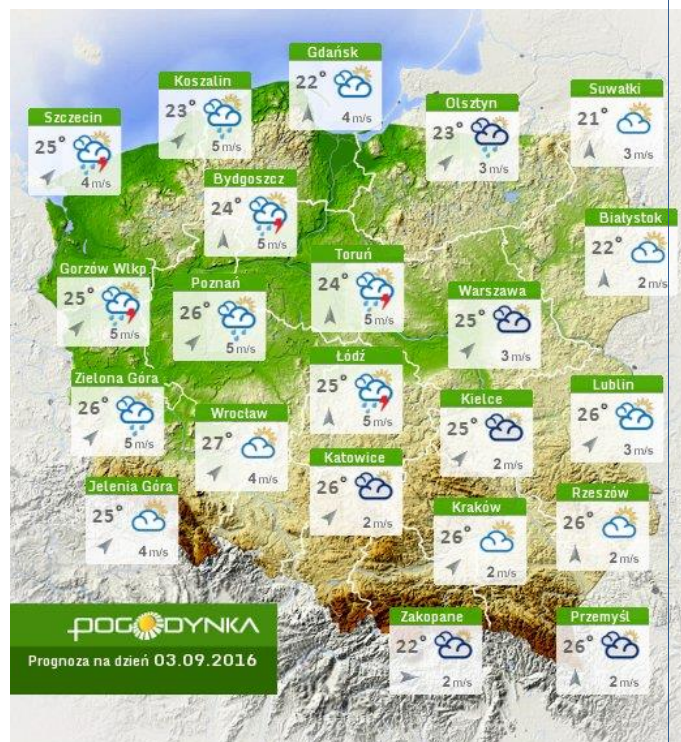 Gdańsk
22°
4 m/s
Koszalin
23°
5 m/s
Suwałki
21°
3 m/s
Olsztyn
23°
3 m/s
Szczecin
25°
4 m/s
Bydgoszcz
24°
5 m/s
Białystok
22°
2 m/s
Toruń
24°
5 m/s
Gorzów Wlkp
25°
5 m/s
Poznań
26°
5 m/s
Warszawa
25°
3 m/s
Łódź
25°
5 m/s
Zielona Góra
26°
5 m/s
Lublin
26°
3 m/s
Kielce
25°
2 m/s
Wrocław
27°
4 m/s
Katowice
26°
2 m/s
Jelenia Góra
25°
4 m/s
Rzeszów
26°
2 m/s
Kraków
26°
2 m/s
Zakopane
22°
2 m/s
Przemyśl
26°
2 m/s
POGODYNKA
Prognoza na dzień 03.09.2016